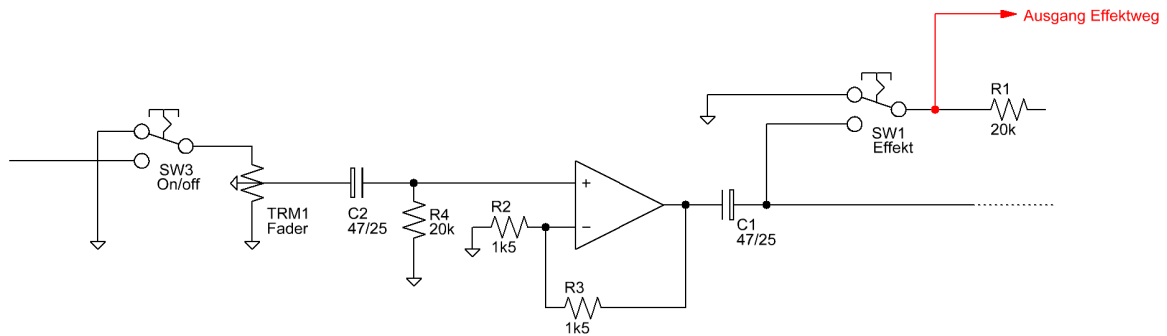 Ausgang Effektweg
R1
20k
SW1
Effekt
SW3
On/off
TRM1
Fader
C2
47/25
R4
20k
R2
1k5
+
−
R3
1k5
C1
47/25